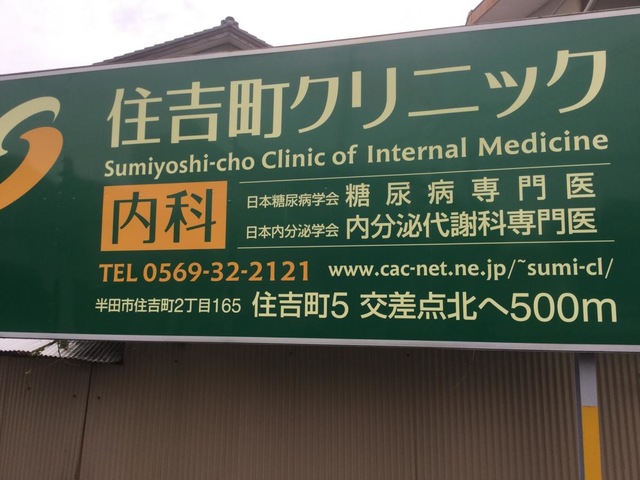 住吉町クリニック
Sumiyoshi-cho Clinic of Internal Medicine
内科
日本糖尿病学会 糖尿病専門医
日本内分泌学会 内分泌代謝科専門医
TEL 0569-32-2121 www.cac-net.ne.jp/~sumi-cl/
半田市住吉町2丁目165 住吉町5 交差点北へ500m